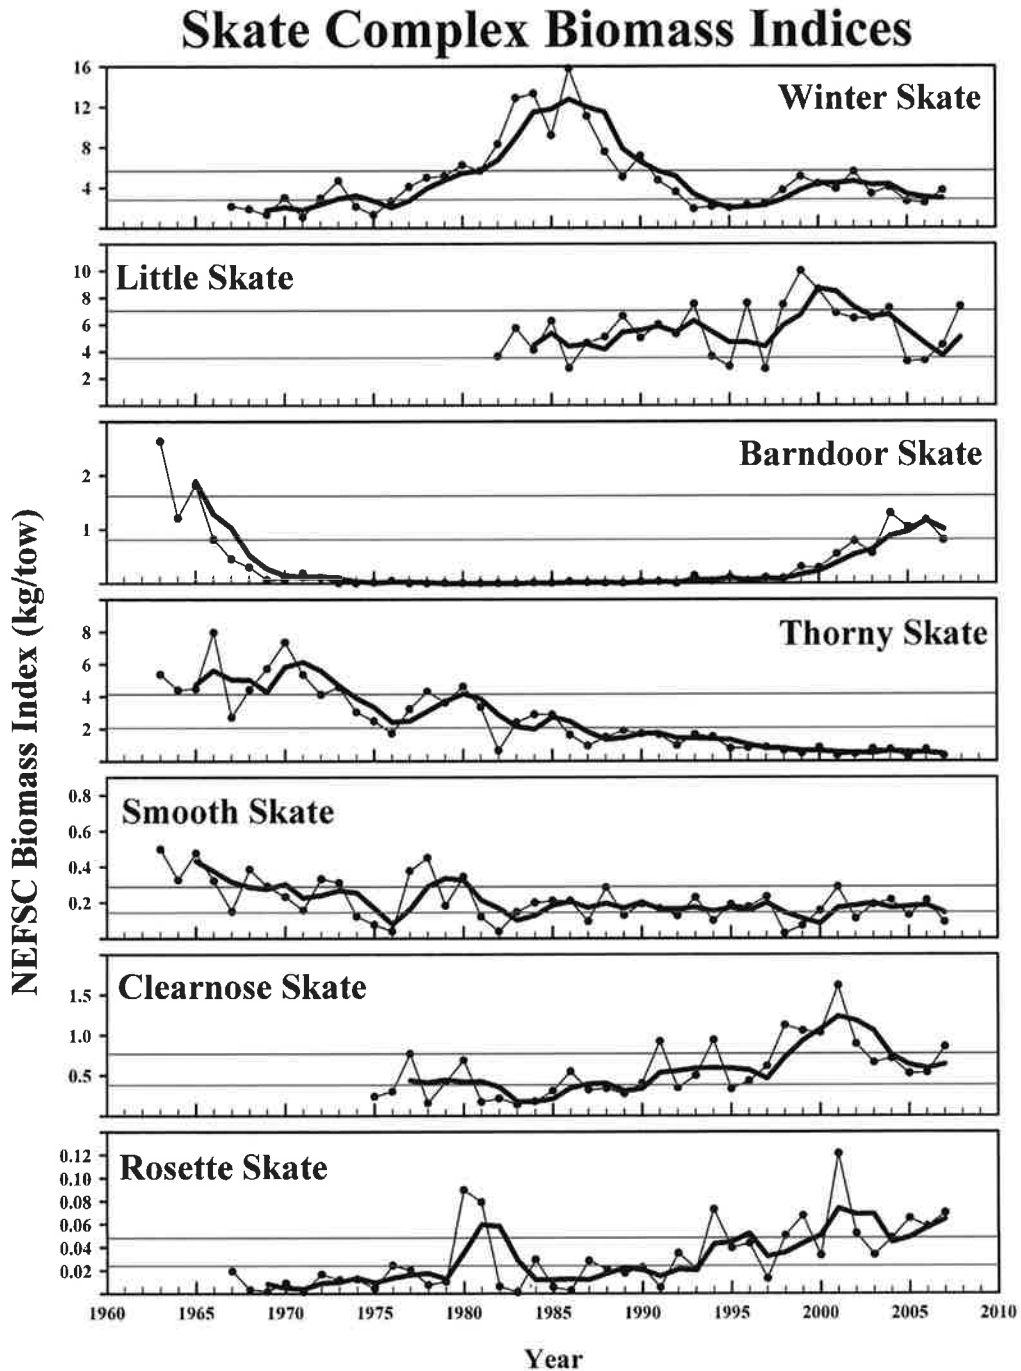 Skate Complex Biomass Indices
NEFSC Biomass Index (kg/tow)
Winter Skate
16
12
8
4
Little Skate
10
8
6
4
2
Barndoor Skate
2
1
Thorny Skate
8
6
4
2
Smooth Skate
0.8
0.6
0.4
0.2
Clearnose Skate
1.5
1.0
0.5
Rosette Skate
0.12
0.10
0.08
0.06
0.04
0.02
1960 1965 1970 1975 1980 1985 1990 1995 2000 2005 2010
Year